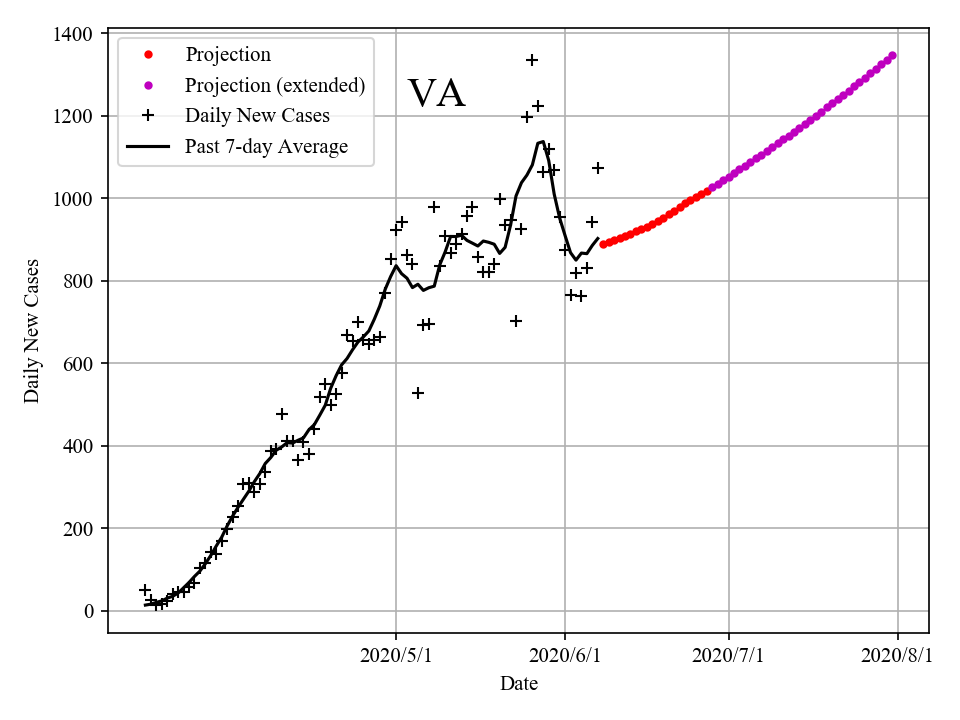 1400
1200
1000
800
600
400
200
0
Daily New Cases
Projection
Projection (extended)
Daily New Cases
Past 7-day Average
VA
2020/5/1
2020/6/1
2020/7/1
2020/8/1
Date